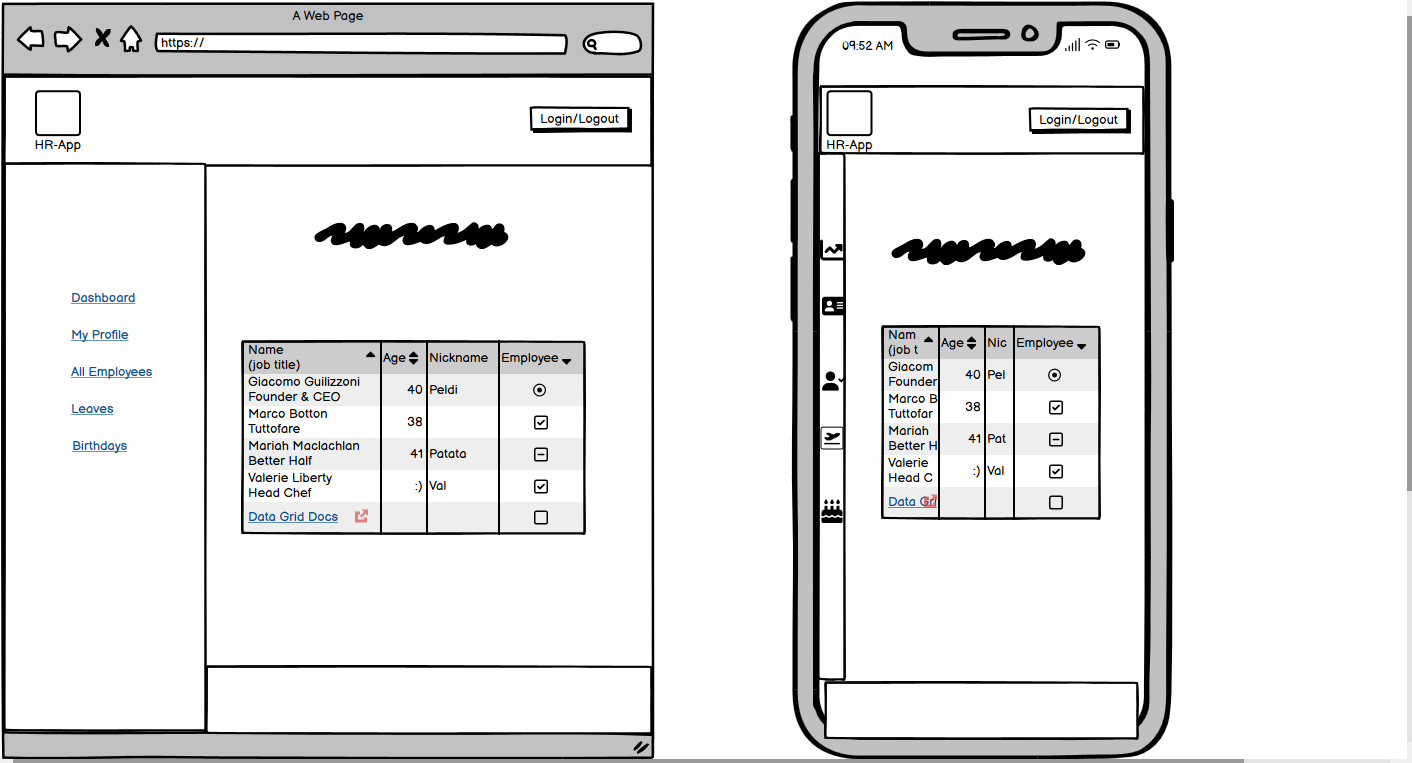 A Web Page
https://
HR-App
Login/Logout
Dashboard
My Profile
All Employees
Leaves
Birthdays
Name
(job title)
Age
Nickname
Employee
Giacomo Guilizzoni
Founder & CEO
40
Peldi
Marco Botton
Tuttofare
38
Mariah Maclachlan
Better Half
41
Patata
Valerie Liberty
Head Chef
:)
Val
Data Grid Docs
09:52 AM
HR-App
Login/Logout
Nam
(job t
Age
Nic
Employee
Giacom
Founder
40
Pel
Marco B
Tuttofar
38
Mariah
Better H
41
Pat
Valerie
Head C
:)
Val
Data Gri